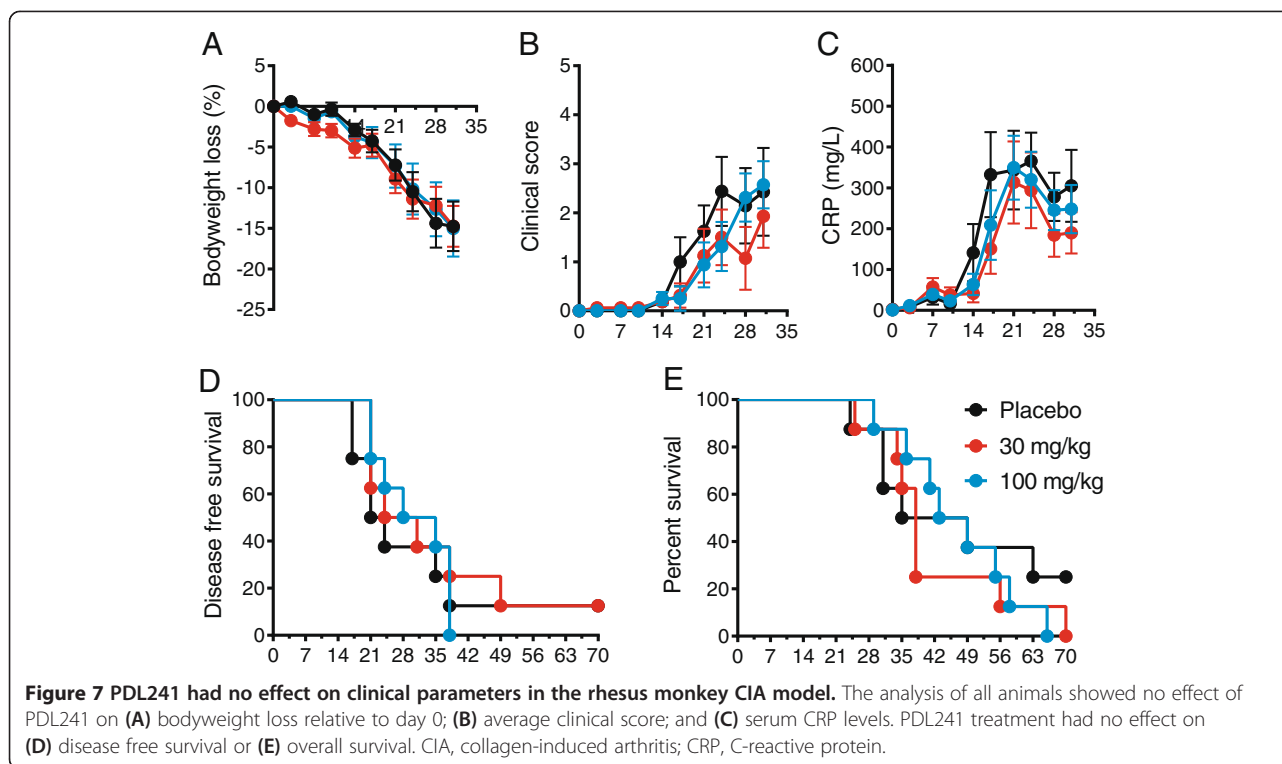 A
Bodyweight loss (%)
5
0
-5
-10
-15
-20
-25
21 28 35
B
Clinical score
5
4
3
2
1
0
0 7 14 21 28 35
C
CRP (mg/L)
600
500
400
300
200
100
0
0 7 14 21 28 35
D
Disease free survival
100
80
60
40
20
0
0 7 14 21 28 35 42 49 56 63 70
E
Percent survival
100
80
60
40
20
0
0 7 14 21 28 35 42 49 56 63 70
Placebo
30 mg/kg
100 mg/kg
Figure 7 PDL241 had no effect on clinical parameters in the rhesus monkey CIA model. The analysis of all animals showed no effect of
PDL241 on (A) bodyweight loss relative to day 0; (B) average clinical score; and (C) serum CRP levels. PDL241 treatment had no effect on
(D) disease free survival or (E) overall survival. CIA, collagen-induced arthritis; CRP, C-reactive protein.